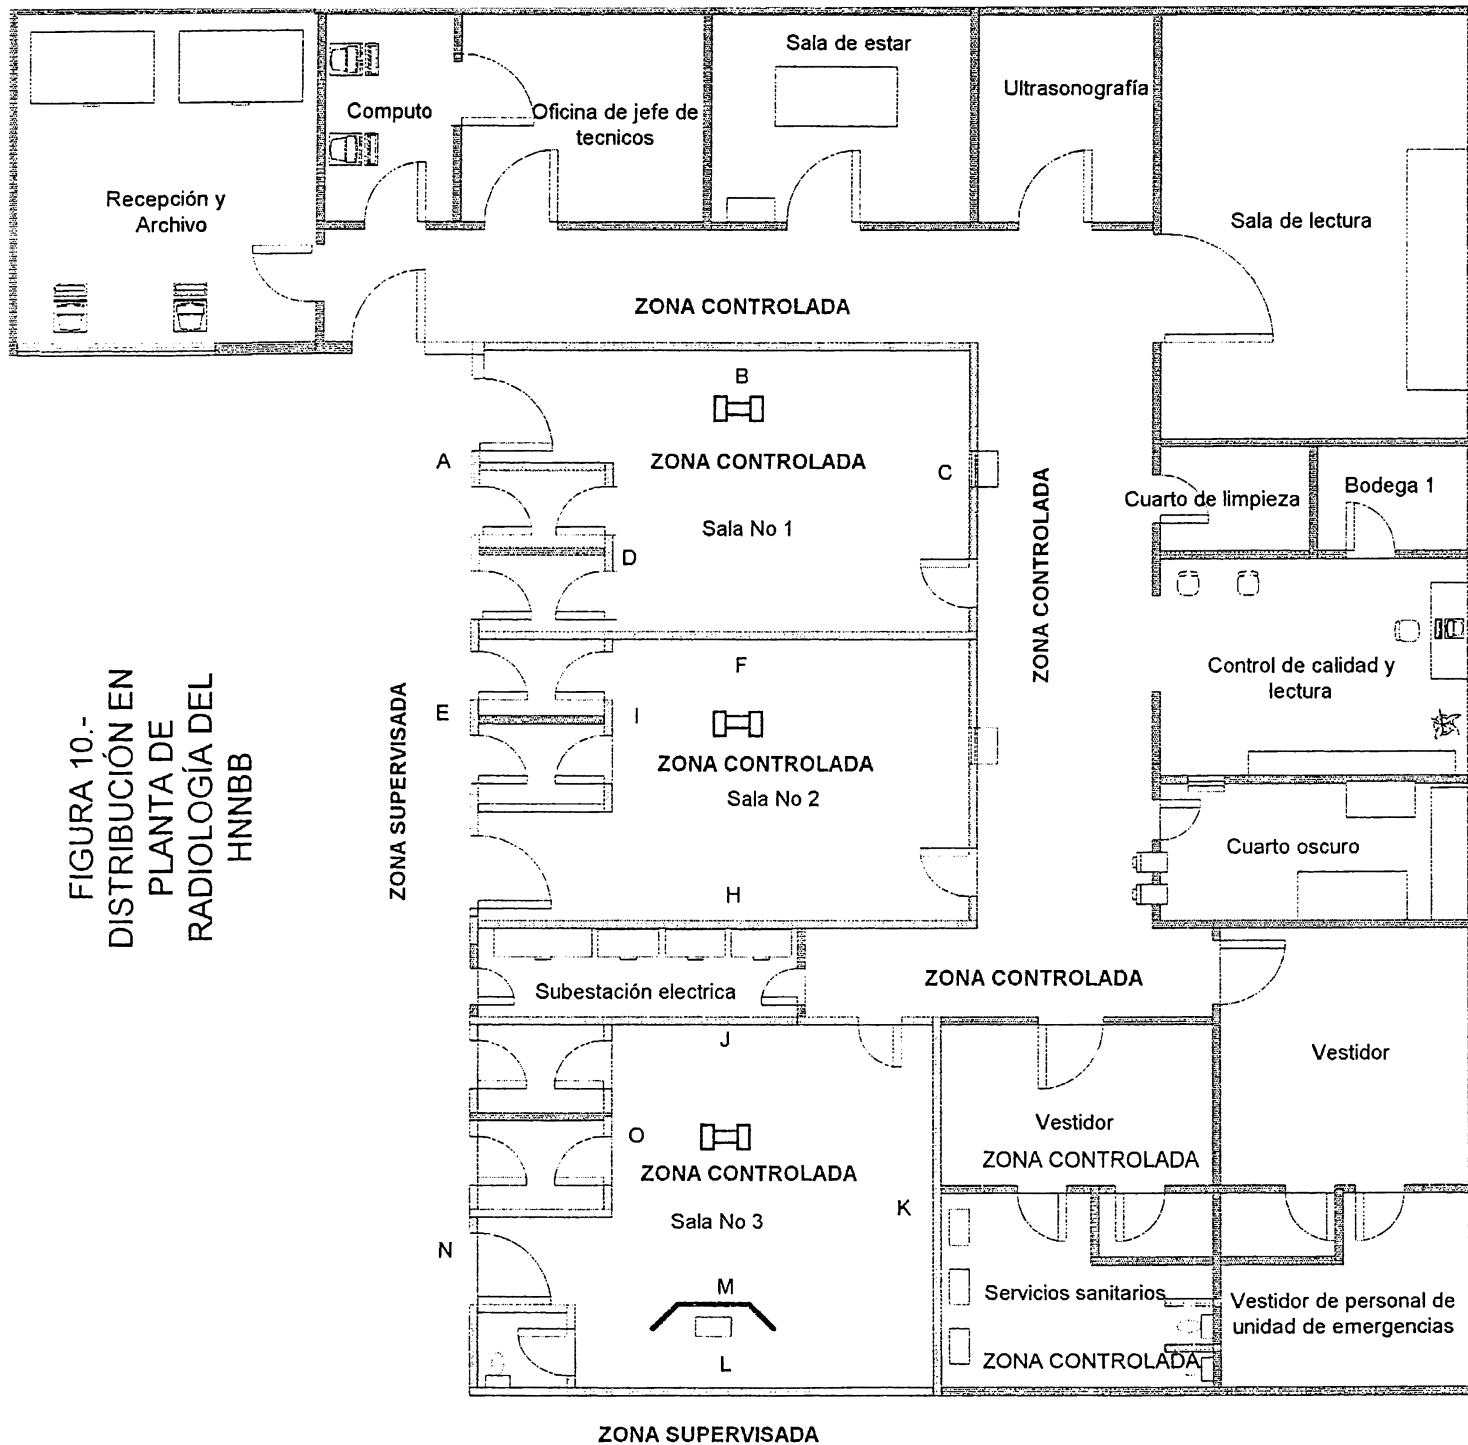 Sala de estar
Ultrasonografía
Computo
Oficina de jefe de
tecnicos
Recepción y
Archivo
Sala de lectura
ZONA CONTROLADA
B
A
ZONA CONTROLADA
C
Sala No 1
D
ZONA CONTROLADA
Cuarto de limpieza
Bodega 1
FIGURA 10.-
DISTRIBUCIÓN EN
PLANTA DE
RADIOLOGÍA DEL
HNNBB
ZONA SUPERVISADA
F
E
I
ZONA CONTROLADA
Sala No 2
H
Control de calidad y
lectura
Cuarto oscuro
Subestación electrica
ZONA CONTROLADA
J
Vestidor
O
ZONA CONTROLADA
Sala No 3
K
N
M
L
Vestidor
ZONA CONTROLADA
Servicios sanitarios
ZONA CONTROLADA
Vestidor de personal de
unidad de emergencias
ZONA SUPERVISADA